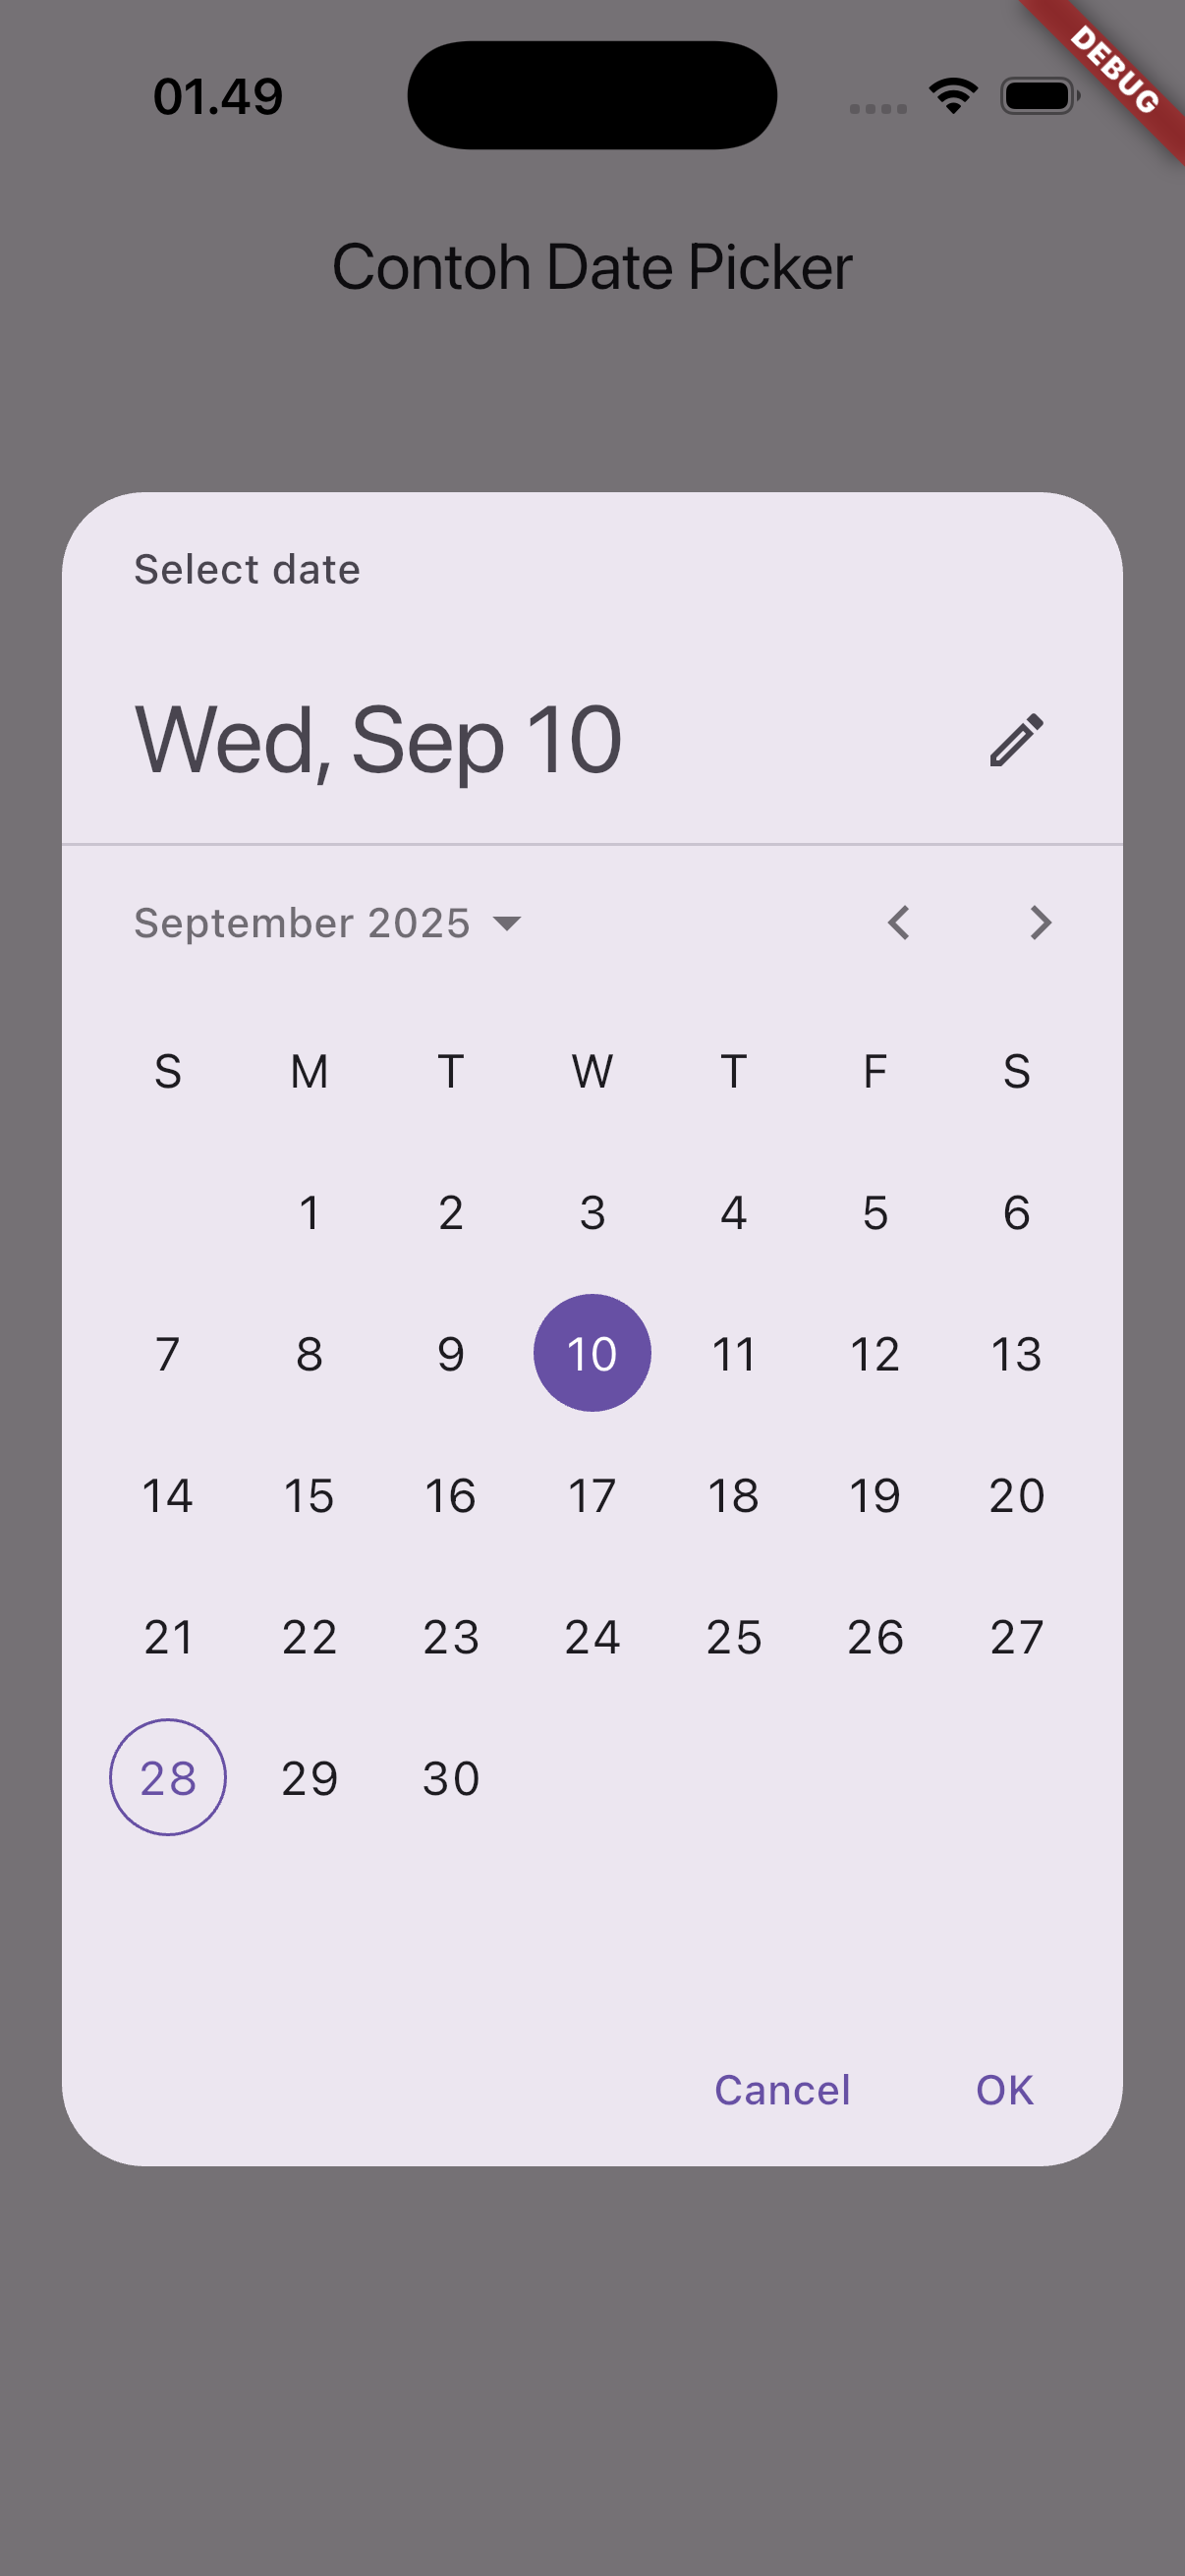 01.49
DEBUG
Contoh Date Picker
Select date
Wed, Sep 10
September 2025
S M T W T F S
1 2 3 4 5 6
7 8 9 10 11 12 13
14 15 16 17 18 19 20
21 22 23 24 25 26 27
28 29 30
Cancel OK